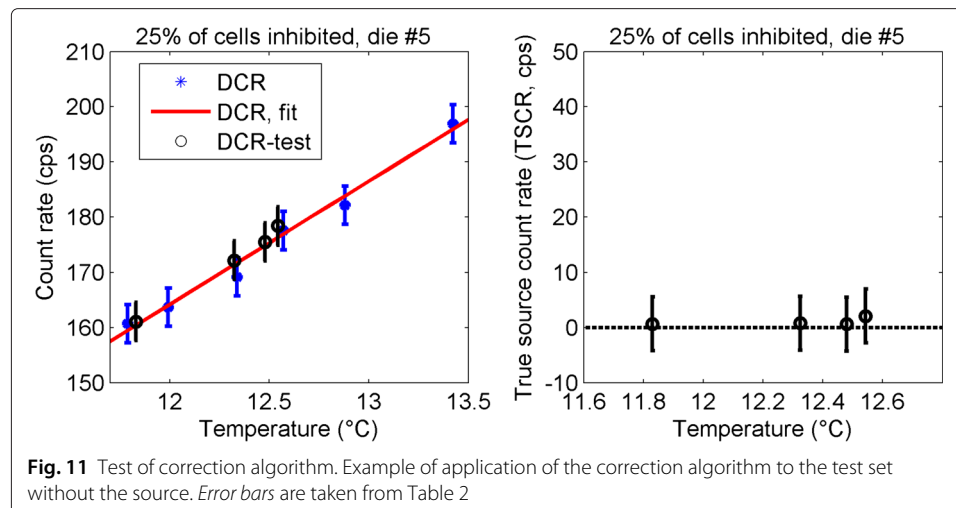 25% of cells inhibited, die #5
210
200
190
180
170
160
150
Count rate (cps)
DCR
DCR, fit
DCR-test
12
12.5
13
13.5
Temperature (°C)
25% of cells inhibited, die #5
50
40
30
20
10
0
-10
True source count rate (TSCR, cps)
11.6
11.8
12
12.2
12.4
12.6
Temperature (°C)
Fig. 11 Test of correction algorithm. Example of application of the correction algorithm to the test set
without the source. Error bars are taken from Table 2